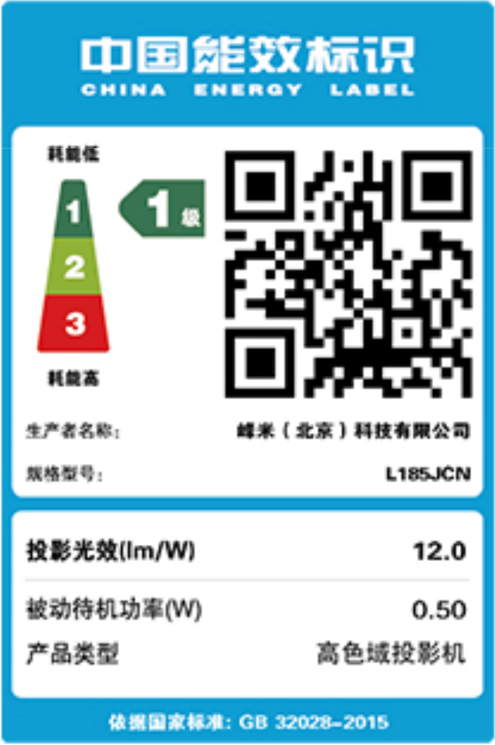 中国能效标识
CHINA ENERGY LABEL
耗能低
1
1级
2
3
耗能高
生产者名称： 峰米（北京）科技有限公司
规格型号： L185JCN
投影光效(lm/W) 12.0
被动待机功率(W) 0.50
产品类型 高色域投影机
依据国家标准: GB 32028-2015